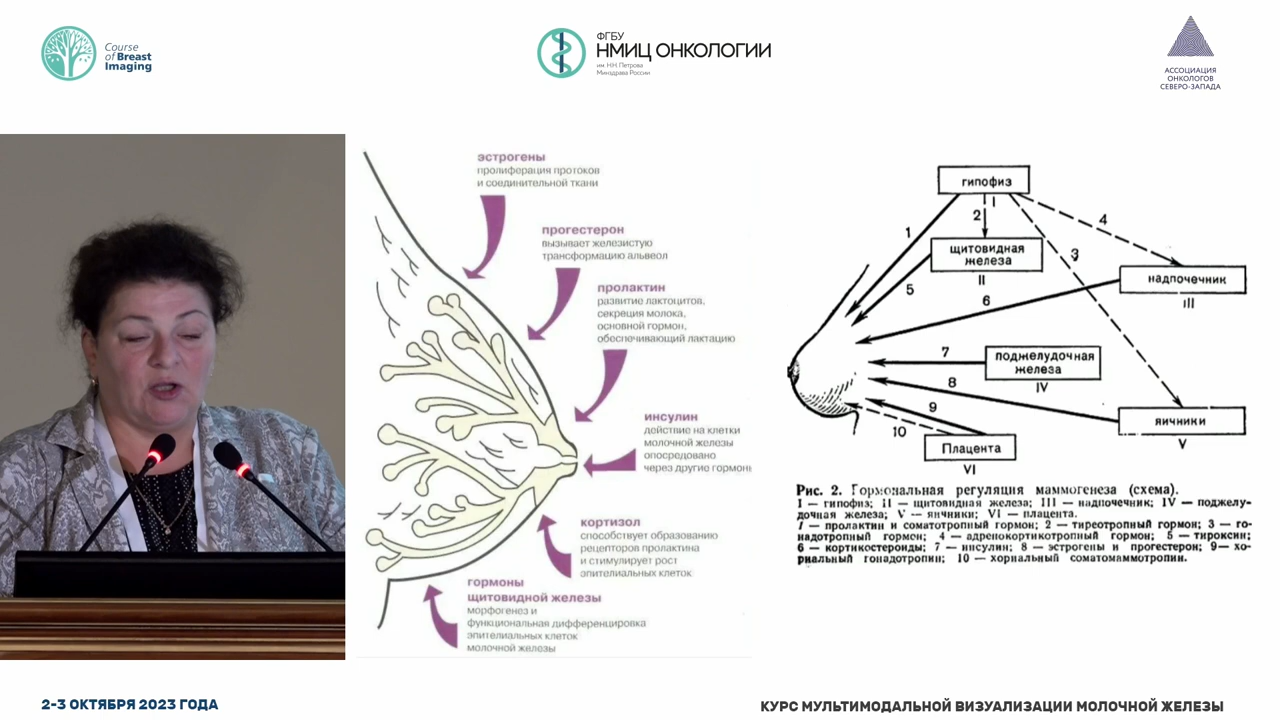 Course
of Breast
Imaging
ФГБУ
НМИЦ ОНКОЛОГИИ
им. Н.Н. Петрова
Минздрава России
АССОЦИАЦИЯ
ОНКОЛОГОВ
СЕВЕРО-ЗАПАДА
эстрогены
пролиферация протоков
и соединительной ткани
прогестерон
вызывает железистую
трансформацию альвеол
пролактин
развитие лактоцитов,
секреция молока,
основной гормон,
обеспечивающий лактацию
инсулин
действие на клетки
молочной железы
опосредовано
через другие гормоны
кортизол
способствует образованию
рецепторов пролактина
и стимулирует рост
эпителиальных клеток
гормоны
щитовидной железы
морфогенез и
функциональная дифференцировка
эпителиальных клеток
молочной железы
гипофиз
I
1
2
3
4
щитовидная
железа
II
надпочечник
III
5
6
7
поджелудочная
железа
IV
8
9
яичники
V
10
Плацента
VI
Рис. 2. Гормональная регуляция маммогенеза (схема).
I — гипофиз; II — щитовидная железа; III — надпочечник; IV — поджелу-
дочная железа; V — яичники; VI — плацента.
1 — пролактин и соматотропный гормон; 2 — тиреотропный гормон; 3 — го-
надотропный гормон; 4 — адренокортикотропный гормон; 5 — тироксин;
6 — кортикостероиды; 7 — инсулин; 8 — эстрогены и прогестерон; 9— хо-
риальный гонадотропин; 10 — хориальный соматомаммотропин.
2-3 ОКТЯБРЯ 2023 ГОДА
КУРС МУЛЬТИМОДАЛЬНОЙ ВИЗУАЛИЗАЦИИ МОЛОЧНОЙ ЖЕЛЕЗЫ